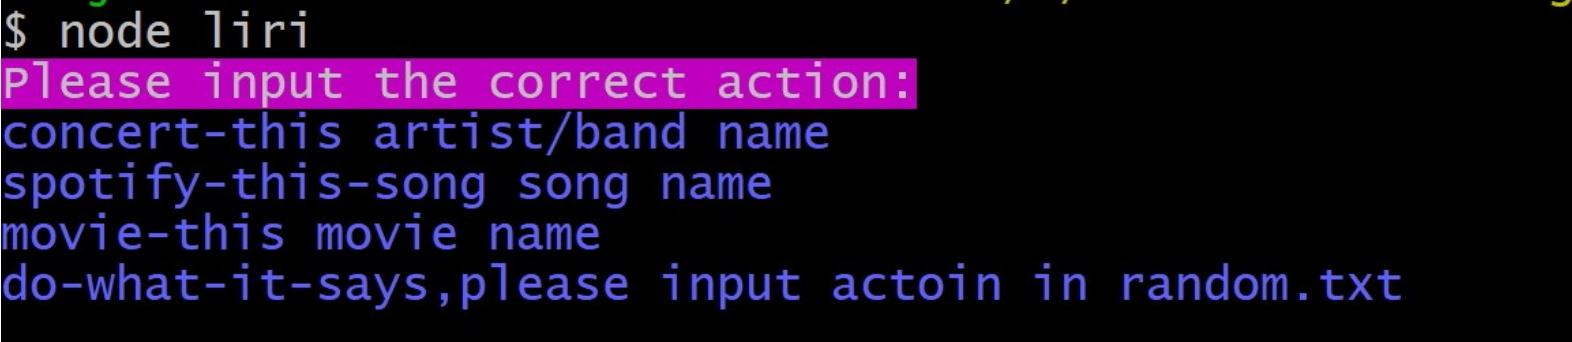 $ node liri
Please input the correct action:
concert-this artist/band name
spotify-this-song song name
movie-this movie name
do-what-it-says,please input actoin in random.txt